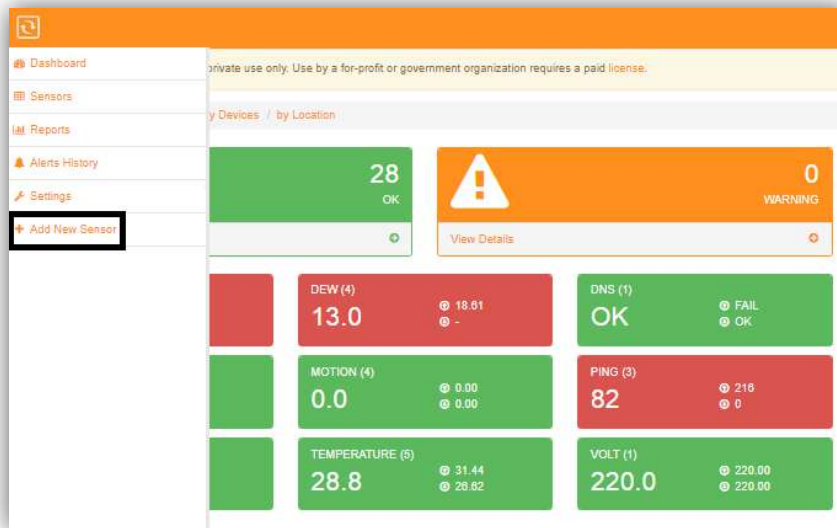 Dashboard
Sensors
Reports
Alerts History
Settings
Add New Sensor
private use only. Use by a for-profit or government organization requires a paid license.
y Devices / by Location
28
OK
0
WARNING
View Details
DEW (4)
13.0
18.61
-
DNS (1)
OK
FAIL
OK
MOTION (4)
0.0
0.00
0.00
PING (3)
82
216
0
TEMPERATURE (5)
28.8
31.44
26.62
VOLT (1)
220.0
220.00
220.00